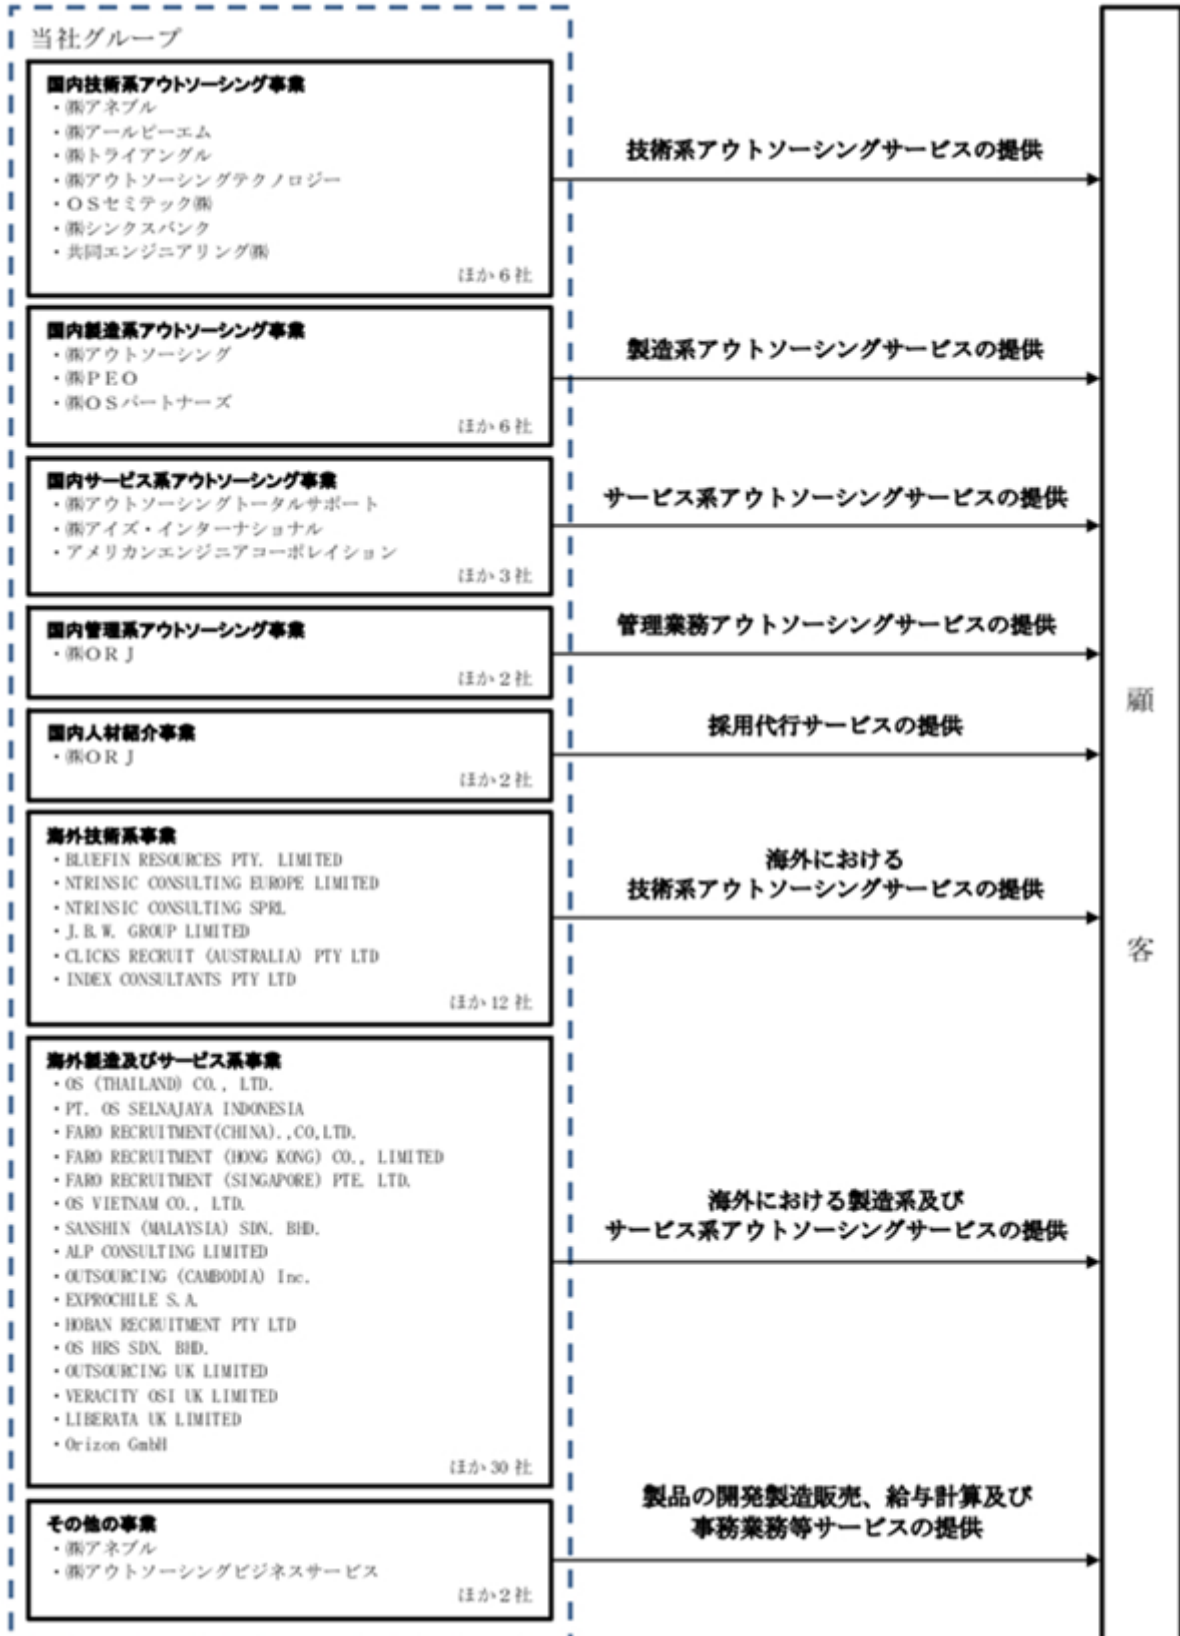 当社グループ
国内技術系アウトソーシング事業
・㈱アネブル
・㈱アールピーエム
・㈱トライアングル
・㈱アウトソーシングテクノロジー
・ＯＳセミテック㈱
・㈱シンクスバンク
・共同エンジニアリング㈱
ほか６社
技術系アウトソーシングサービスの提供
国内製造系アウトソーシング事業
・㈱アウトソーシング
・㈱ＰＥＯ
・㈱ＯＳパートナーズ
ほか６社
製造系アウトソーシングサービスの提供
国内サービス系アウトソーシング事業
・㈱アウトソーシングトータルサポート
・㈱アイズ・インターナショナル
・アメリカンエンジニアコーポレイション
ほか３社
サービス系アウトソーシングサービスの提供
国内管理系アウトソーシング事業
・㈱ＯＲＪ
ほか２社
管理業務アウトソーシングサービスの提供
国内人材紹介事業
・㈱ＯＲＪ
ほか２社
採用代行サービスの提供
海外技術系事業
・BLUEFIN RESOURCES PTY. LIMITED
・NTRINSIC CONSULTING EUROPE LIMITED
・NTRINSIC CONSULTING SPRL
・J.B.W. GROUP LIMITED
・CLICKS RECRUIT (AUSTRALIA) PTY LTD
・INDEX CONSULTANTS PTY LTD
ほか 12 社
海外における
技術系アウトソーシングサービスの提供
海外製造及びサービス系事業
・OS (THAILAND) CO., LTD.
・PT. OS SELNAJAYA INDONESIA
・FARO RECRUITMENT(CHINA).,CO,LTD.
・FARO RECRUITMENT (HONG KONG) CO., LIMITED
・FARO RECRUITMENT (SINGAPORE) PTE. LTD.
・OS VIETNAM CO., LTD.
・SANSHIN (MALAYSIA) SDN. BHD.
・ALP CONSULTING LIMITED
・OUTSOURCING (CAMBODIA) Inc.
・EXPROCHILE S.A.
・HOBAN RECRUITMENT PTY LTD
・OS HRS SDN. BHD.
・OUTSOURCING UK LIMITED
・VERACITY OSI UK LIMITED
・LIBERATA UK LIMITED
・Orizon GmbH
ほか 30 社
海外における製造系及び
サービス系アウトソーシングサービスの提供
その他の事業
・㈱アネブル
・㈱アウトソーシングビジネスサービス
ほか２社
製品の開発製造販売、給与計算及び
事務業務等サービスの提供
顧
客